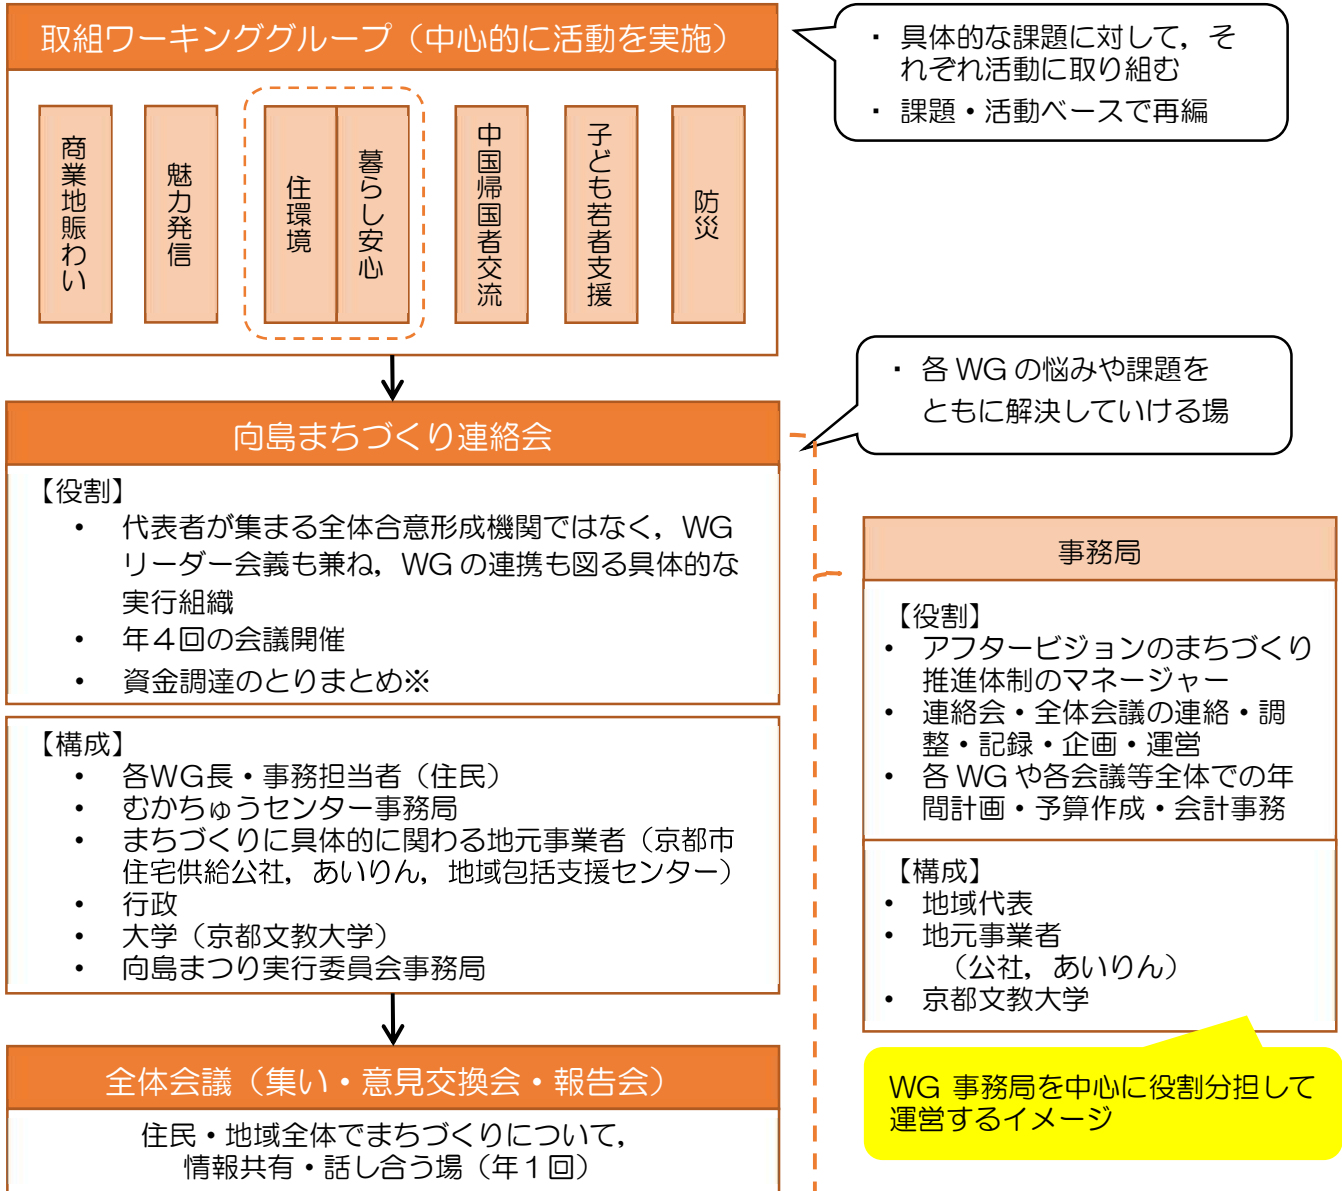 取組ワーキンググループ（中心的に活動を実施）
商業地賑わい
魅力発信
住環境
暮らし安心
中国帰国者交流
子ども若者支援
防災
・ 具体的な課題に対して，そ
れぞれ活動に取り組む
・ 課題・活動ベースで再編
・ 各 WG の悩みや課題を
ともに解決していける場
向島まちづくり連絡会
【役割】
• 代表者が集まる全体合意形成機関ではなく，WG
リーダー会議も兼ね，WG の連携も図る具体的な
実行組織
• 年４回の会議開催
• 資金調達のとりまとめ※
【構成】
• 各WG長・事務担当者（住民）
• むかちゅうセンター事務局
• まちづくりに具体的に関わる地元事業者（京都市
住宅供給公社，あいりん，地域包括支援センター）
• 行政
• 大学（京都文教大学）
• 向島まつり実行委員会事務局
事務局
【役割】
• アフタービジョンのまちづくり
推進体制のマネージャー
• 連絡会・全体会議の連絡・調
整・記録・企画・運営
• 各 WG や各会議等全体での年
間計画・予算作成・会計事務
【構成】
• 地域代表
• 地元事業者
（公社，あいりん）
• 京都文教大学
WG 事務局を中心に役割分担して
運営するイメージ
全体会議（集い・意見交換会・報告会）
住民・地域全体でまちづくりについて，
情報共有・話し合う場（年１回）